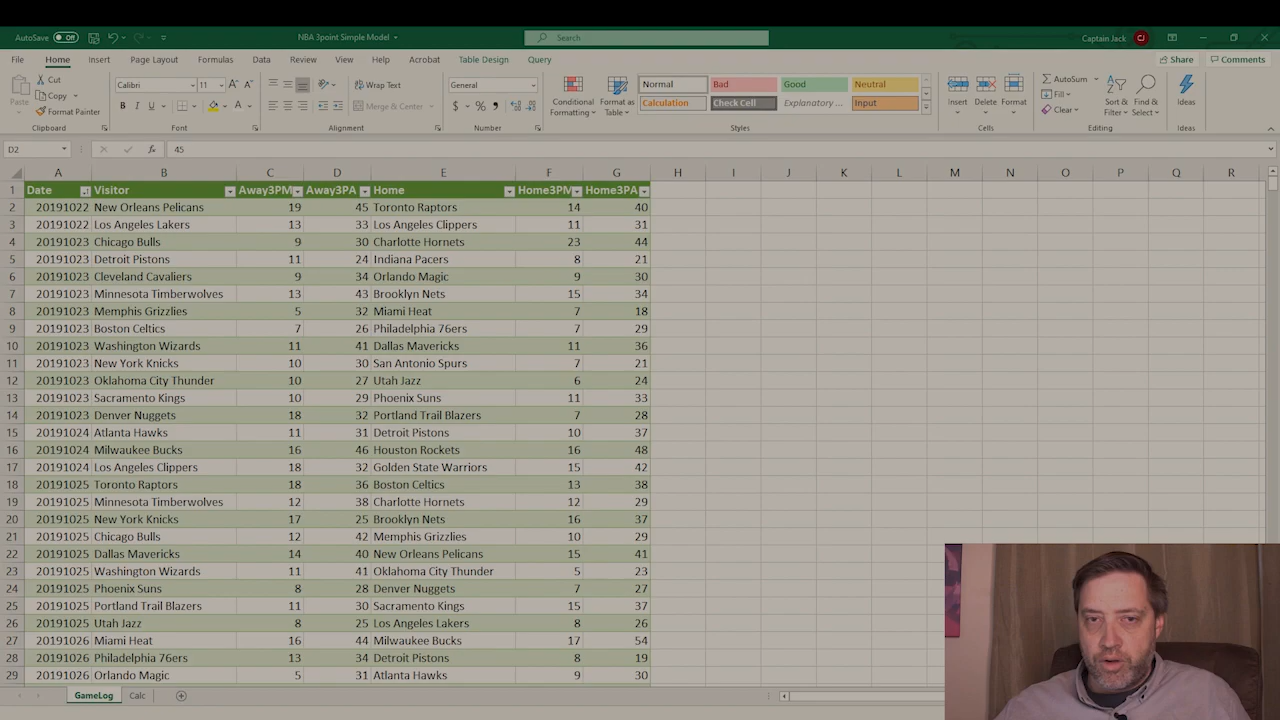 AutoSave Off NBA 3point Simple Model Search Captain Jack CJ
File Home Insert Page Layout Formulas Data Review View Help Acrobat Table Design Query Share Comments
Paste Cut Copy Format Painter Clipboard
Calibri 11 B I U A Font
Wrap Text Merge & Center Alignment
General $ % Number
Conditional Formatting Format as Table
Normal Bad Good Neutral
Calculation Check Cell Explanatory ... Input
Styles
Insert Delete Format Cells
AutoSum Fill Clear Sort & Filter Find & Select Editing
Ideas Ideas
D2 fx 45
A B C D E F G H I J K L M N O P Q R
1 Date Visitor Away3PM Away3PA Home Home3PM Home3PA
2 20191022 New Orleans Pelicans 19 45 Toronto Raptors 14 40
3 20191022 Los Angeles Lakers 13 33 Los Angeles Clippers 11 31
4 20191023 Chicago Bulls 9 30 Charlotte Hornets 23 44
5 20191023 Detroit Pistons 11 24 Indiana Pacers 8 21
6 20191023 Cleveland Cavaliers 9 34 Orlando Magic 9 30
7 20191023 Minnesota Timberwolves 13 43 Brooklyn Nets 15 34
8 20191023 Memphis Grizzlies 5 32 Miami Heat 7 18
9 20191023 Boston Celtics 7 26 Philadelphia 76ers 7 29
10 20191023 Washington Wizards 11 41 Dallas Mavericks 11 36
11 20191023 New York Knicks 10 30 San Antonio Spurs 7 21
12 20191023 Oklahoma City Thunder 10 27 Utah Jazz 6 24
13 20191023 Sacramento Kings 10 29 Phoenix Suns 11 33
14 20191023 Denver Nuggets 18 32 Portland Trail Blazers 7 28
15 20191024 Atlanta Hawks 11 31 Detroit Pistons 10 37
16 20191024 Milwaukee Bucks 16 46 Houston Rockets 16 48
17 20191024 Los Angeles Clippers 18 32 Golden State Warriors 15 42
18 20191025 Toronto Raptors 18 36 Boston Celtics 13 38
19 20191025 Minnesota Timberwolves 12 38 Charlotte Hornets 12 29
20 20191025 New York Knicks 17 25 Brooklyn Nets 16 37
21 20191025 Chicago Bulls 12 42 Memphis Grizzlies 10 29
22 20191025 Dallas Mavericks 14 40 New Orleans Pelicans 15 41
23 20191025 Washington Wizards 11 41 Oklahoma City Thunder 5 23
24 20191025 Phoenix Suns 8 28 Denver Nuggets 7 27
25 20191025 Portland Trail Blazers 11 30 Sacramento Kings 15 37
26 20191025 Utah Jazz 8 25 Los Angeles Lakers 8 26
27 20191026 Miami Heat 16 44 Milwaukee Bucks 17 54
28 20191026 Philadelphia 76ers 13 34 Detroit Pistons 8 19
29 20191026 Orlando Magic 5 31 Atlanta Hawks 9 30
GameLog Calc